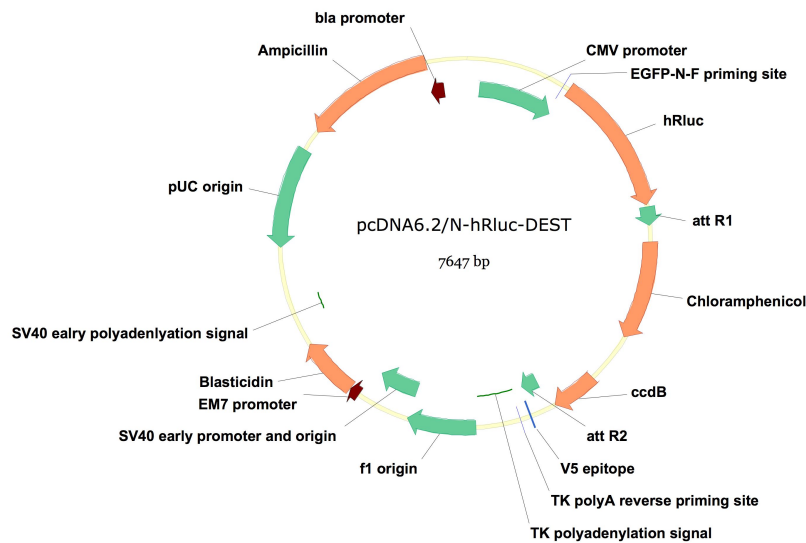 bla promoter
Ampicillin
CMV promoter
EGFP-N-F priming site
hRluc
pUC origin
pcDNA6.2/N-hRluc-DEST
att R1
7647 bp
Chloramphenicol
SV40 ealry polyadenlyation signal
Blasticidin
ccdB
EM7 promoter
SV40 early promoter and origin
att R2
f1 origin
V5 epitope
TK polyA reverse priming site
TK polyadenylation signal